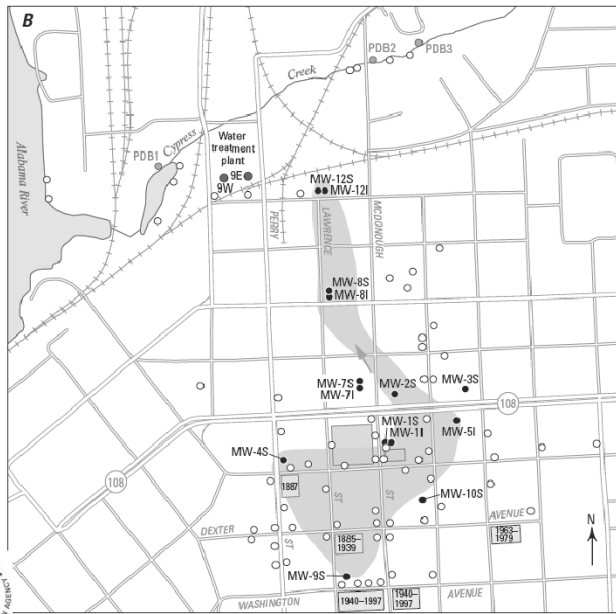 B
PDB2
PDB3
Creek
Cypress
PDB1
Water
treatment
plant
9E
9W
Alabama River
MW-12S
MW-12I
PERRY
LAWRENCE
MCDONOUGH
MW-8S
MW-8I
MW-7S
MW-7I
MW-2S
MW-3S
108
MW-1S
MW-1I
MW-5I
MW-4S
108
1887
MW-10S
ST
ST
AVENUE
DEXTER
ST
1885–
1939
1963–
1979
N
MW-9S
WASHINGTON
1940–1997
1940–
1997
AVENUE
AGENCY